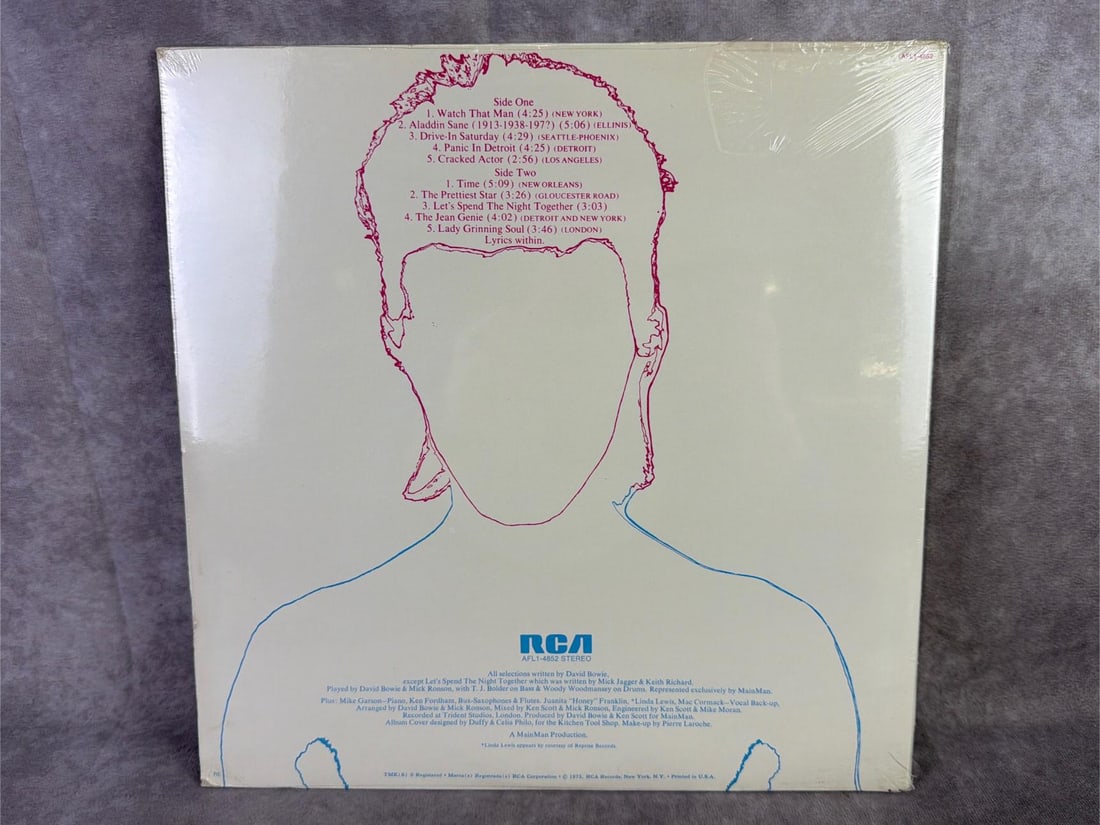 AFL1-4852
Side One
1. Watch That Man (4:25) (NEW YORK)
2. Aladdin Sane (1913-1938-197?) (5:06) (ELLINIS)
3. Drive-In Saturday (4:29) (SEATTLE-PHOENIX)
4. Panic In Detroit (4:25) (DETROIT)
5. Cracked Actor (2:56) (LOS ANGELES)
Side Two
1. Time (5:09) (NEW ORLEANS)
2. The Prettiest Star (3:26) (GLOUCESTER ROAD)
3. Let's Spend The Night Together (3:03)
4. The Jean Genie (4:02) (DETROIT AND NEW YORK)
5. Lady Grinning Soul (3:46) (LONDON)
Lyrics within.
RCA
AFL1-4852 STEREO
All selections written by David Bowie,
except Let's Spend The Night Together which was written by Mick Jagger & Keith Richard.
Played by David Bowie & Mick Ronson, with T. J. Bolder on Bass & Woody Woodmansey on Drums. Represented exclusively by MainMan.
Plus: Mike Garson—Piano, Ken Fordham, Bux-Saxophones & Flutes. Juanita "Honey" Franklin, *Linda Lewis, Mac Cormack—Vocal Back-up,
Arranged by David Bowie & Mick Ronson, Mixed by Ken Scott & Mick Ronson, Engineered by Ken Scott & Mike Moran.
Recorded at Trident Studios, London. Produced by David Bowie & Ken Scott for MainMan.
Album Cover designed by Duffy & Celia Philo, for the Kitchen Tool Shop. Make-up by Pierre Laroche.
A MainMan Production.
*Linda Lewis appears by courtesy of Reprise Records.
TMK(s) ® Registered • Marca(s) Registrada(s) RCA Corporation • © 1973, RCA Records, New York, N.Y. • Printed in U.S.A.